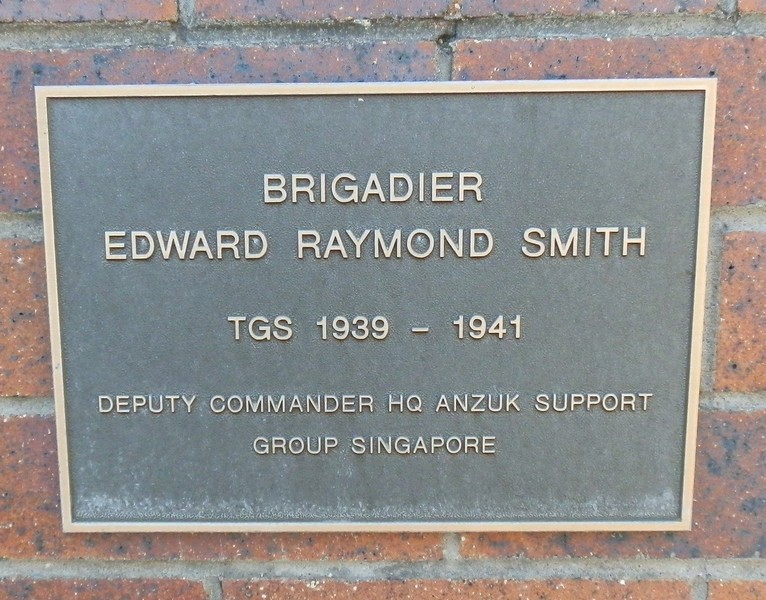 BRIGADIER
EDWARD RAYMOND SMITH
TGS 1939 – 1941
DEPUTY COMMANDER HQ ANZUK SUPPORT
GROUP SINGAPORE